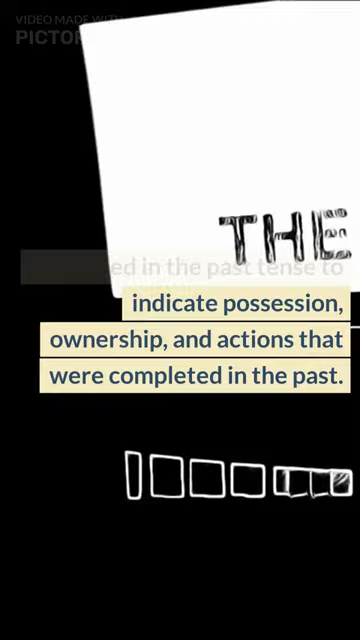 VIDEO MADE WITH
PICTOR
THE
ed in the past tense to
indicate possession,
ownership, and actions that
were completed in the past.